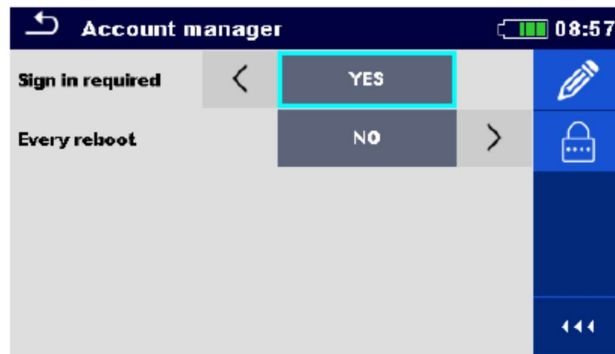 Account manager 08:57
Sign in required YES
Every reboot NO